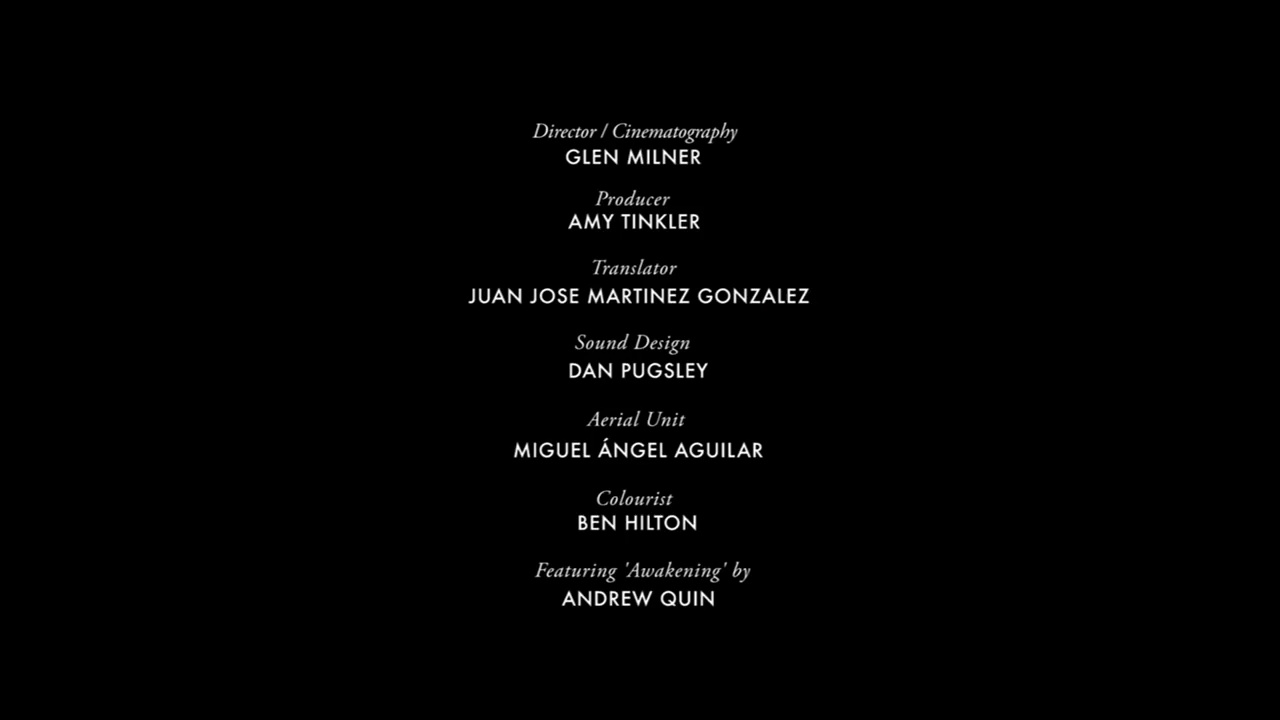 Director / Cinematography
GLEN MILNER
Producer
AMY TINKLER
Translator
JUAN JOSE MARTINEZ GONZALEZ
Sound Design
DAN PUGSLEY
Aerial Unit
MIGUEL ÁNGEL AGUILAR
Colourist
BEN HILTON
Featuring 'Awakening' by
ANDREW QUIN